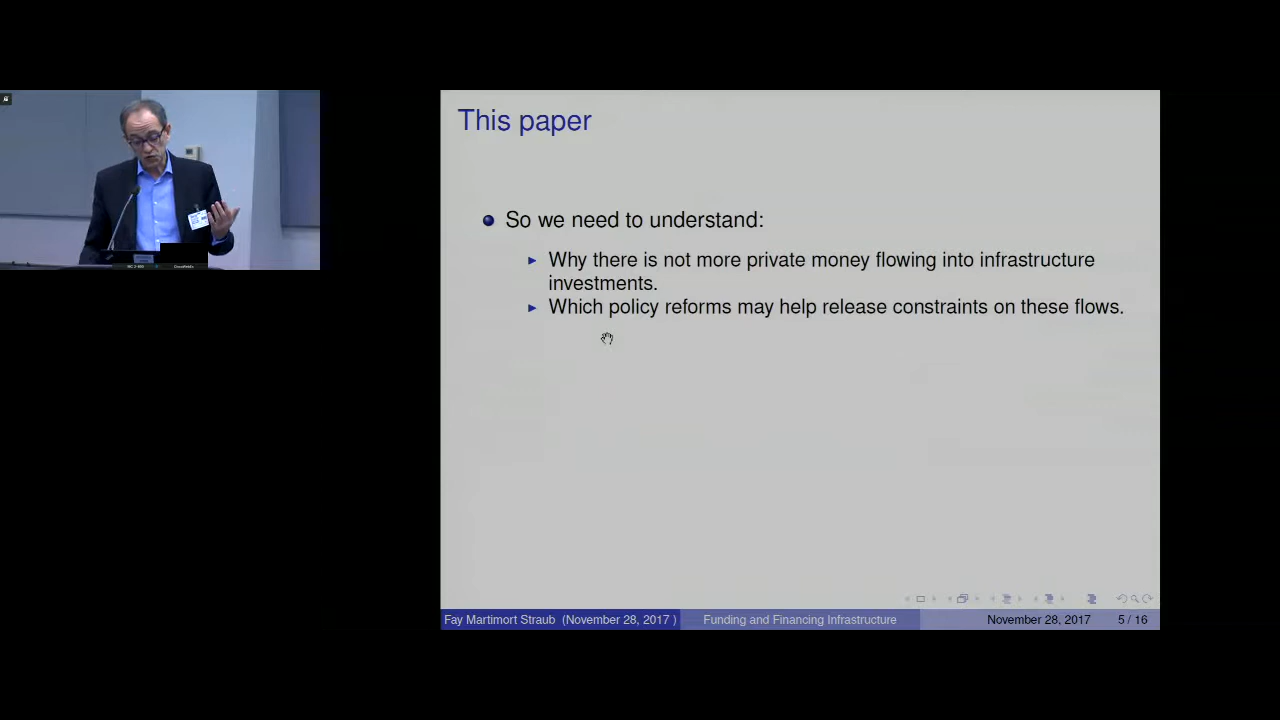 This paper
So we need to understand:
Why there is not more private money flowing into infrastructure
investments.
Which policy reforms may help release constraints on these flows.
Fay Martimort Straub (November 28, 2017 )
Funding and Financing Infrastructure
November 28, 2017
5 / 16